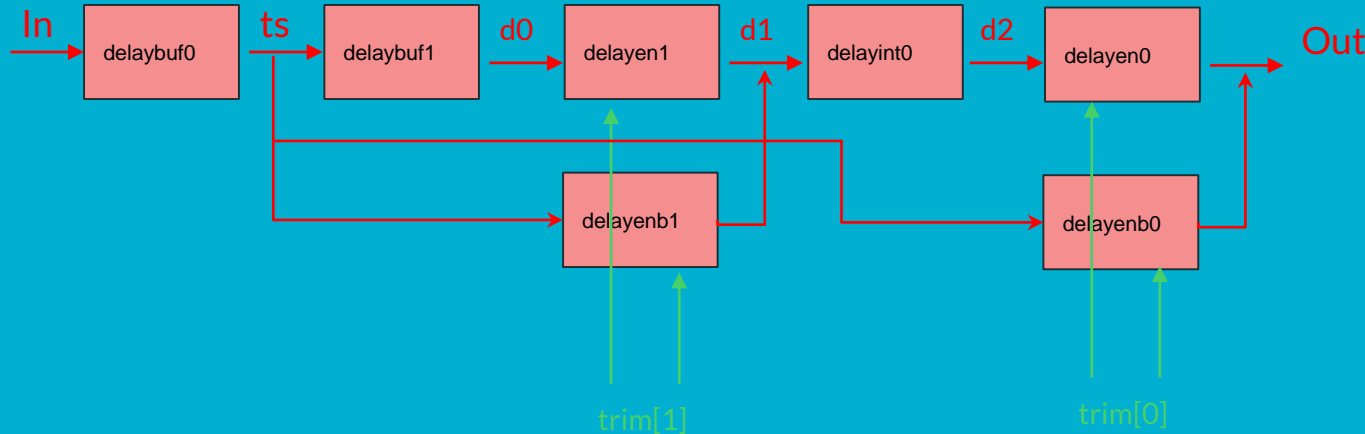 In
ts
d0
d1
d2
Out
delaybuf0
delaybuf1
delayen1
delayint0
delayen0
delayenb1
delayenb0
trim[1]
trim[0]